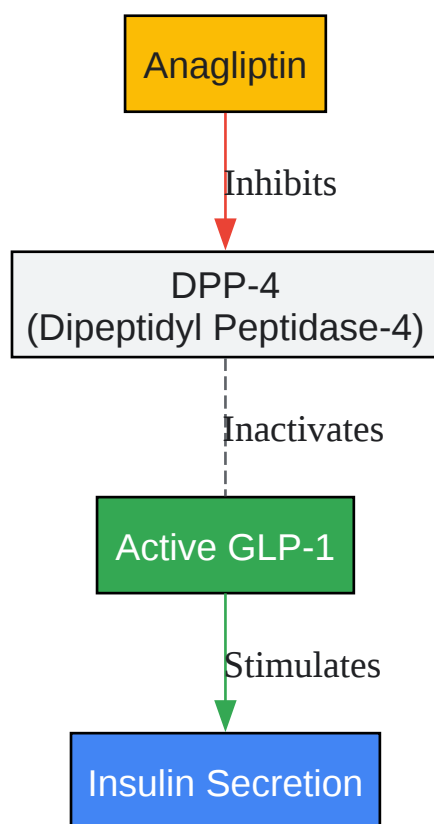 Anagliptin
Inhibits
DPP-4
(Dipeptidyl Peptidase-4)
Inactivates
Active GLP-1
Stimulates
Insulin Secretion